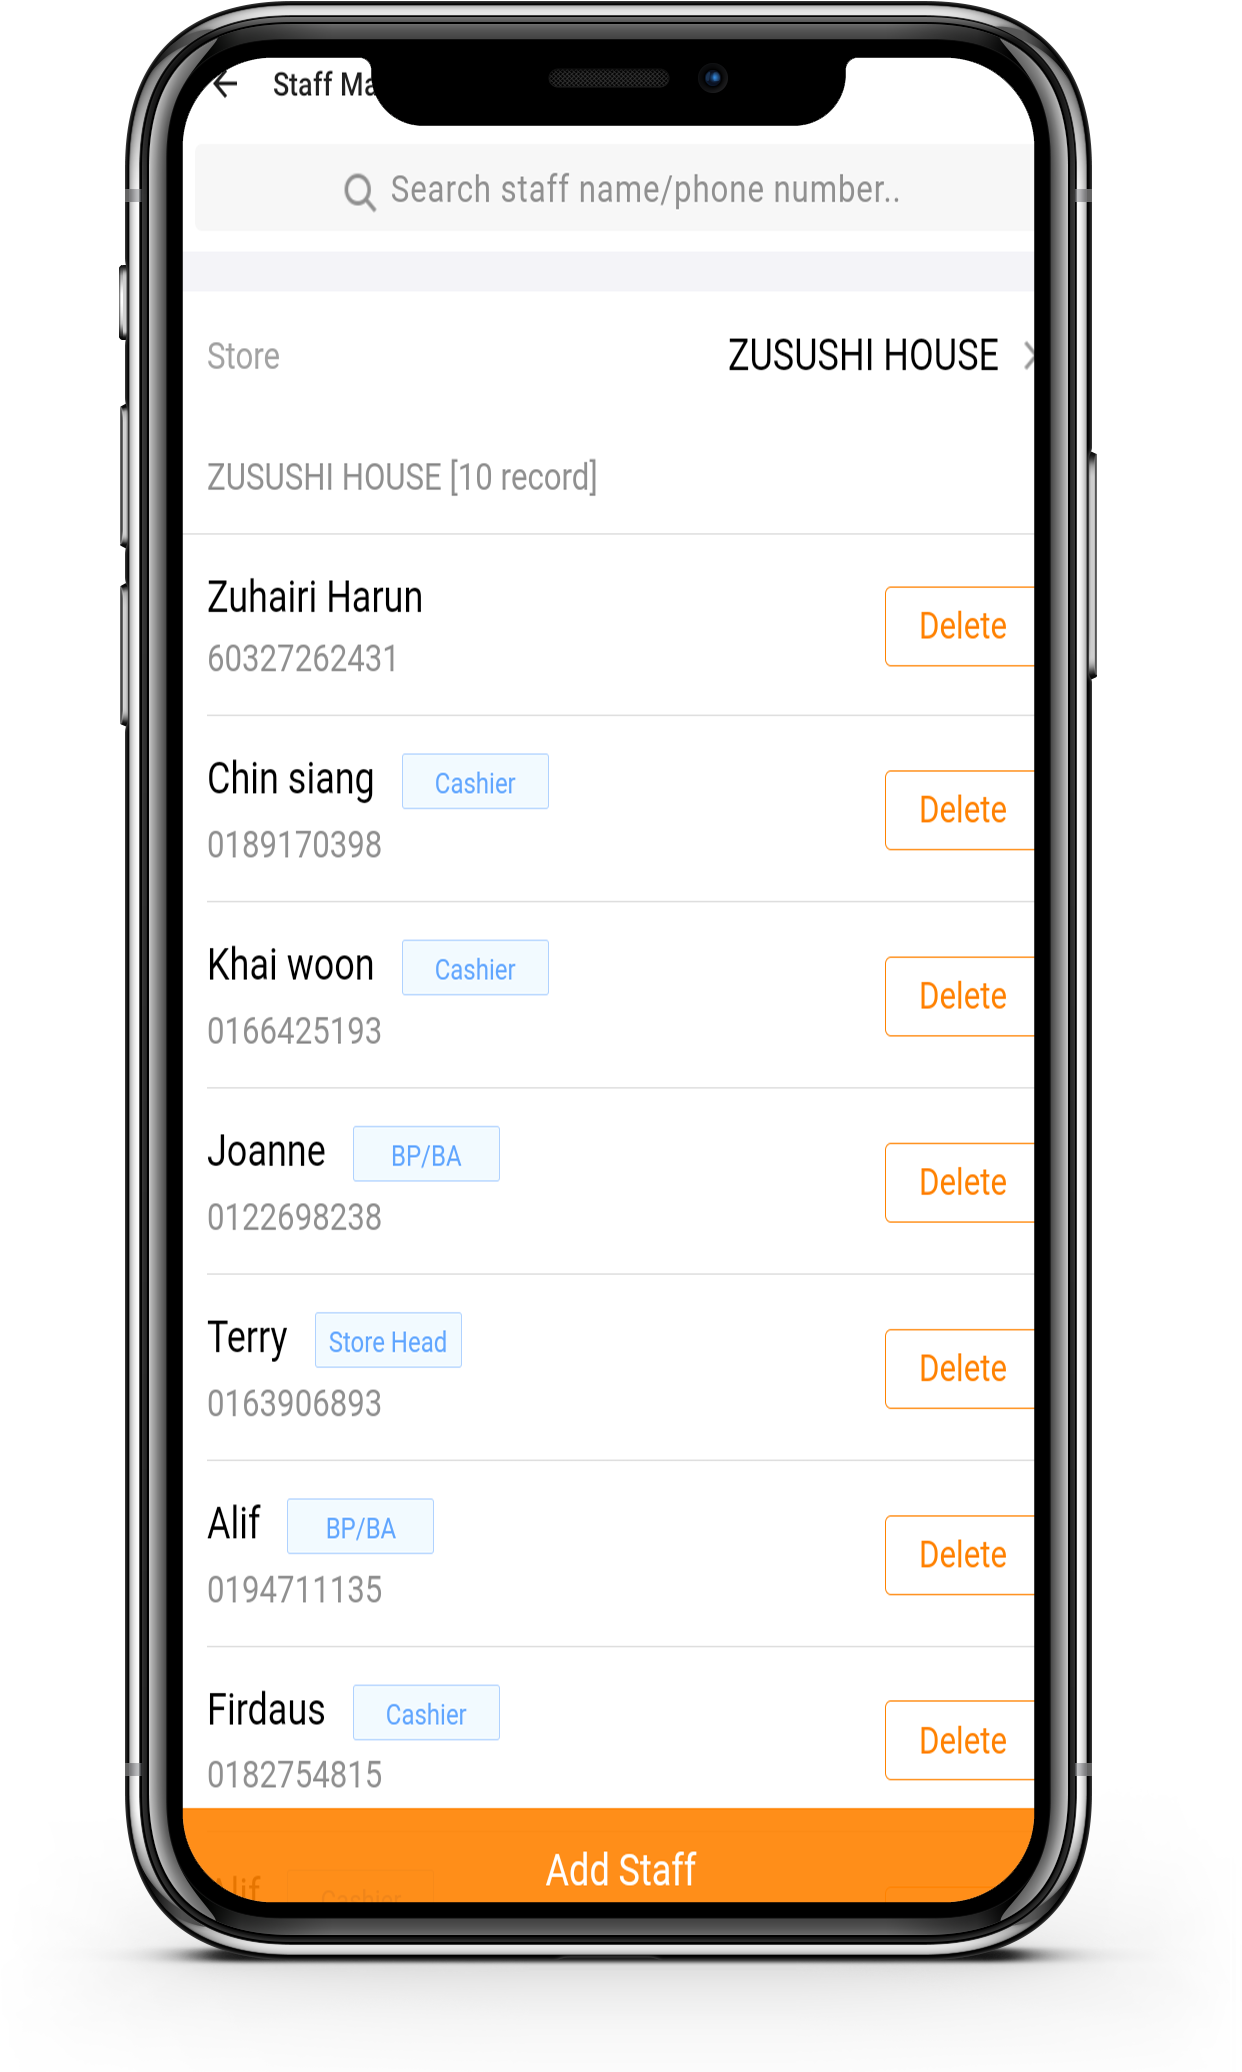 Staff Ma
Search staff name/phone number..
Store ZUSUSHI HOUSE
ZUSUSHI HOUSE [10 record]
Zuhairi Harun
60327262431
Delete
Chin siang Cashier
0189170398
Delete
Khai woon Cashier
0166425193
Delete
Joanne BP/BA
0122698238
Delete
Terry Store Head
0163906893
Delete
Alif BP/BA
0194711135
Delete
Firdaus Cashier
0182754815
Delete
Alif Cashier
Add Staff